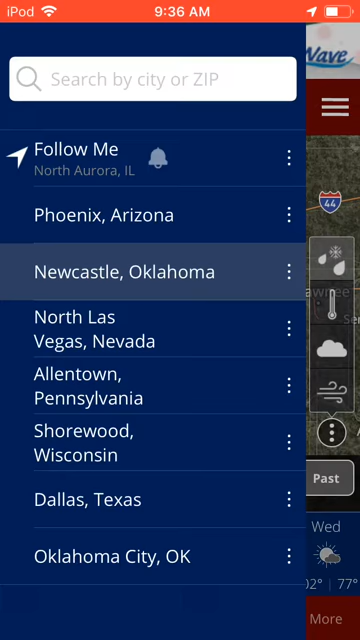 iPod 9:36 AM
Wave
Search by city or ZIP
Follow Me
North Aurora, IL
44
Phoenix, Arizona
Newcastle, Oklahoma
awnee
Se
North Las
Vegas, Nevada
Allentown,
Pennsylvania
Shorewood,
Wisconsin
Past
Dallas, Texas
Wed
Oklahoma City, OK
02° | 77°
More